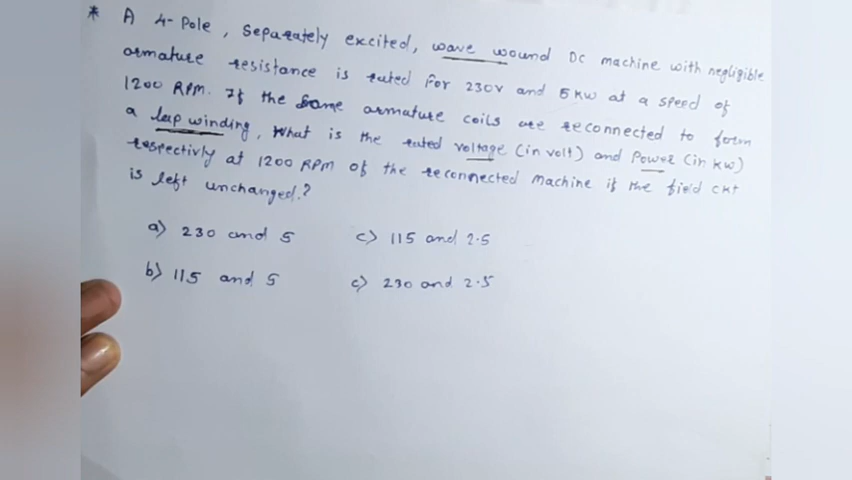 * A 4-Pole, Separately excited, wave wound DC machine with negligible
armature resistance is rated for 230V and 5KW at a speed of
1200 RPM. If the Same armature coils are reconnected to form
a lap winding, What is the rated voltage (in volt) and Power (in kw)
respectivly at 1200 RPM of the reconnected machine if the field ckt
is left unchanged.?
a) 230 and 5 c) 115 and 2.5
b) 115 and 5 c) 230 and 2.5